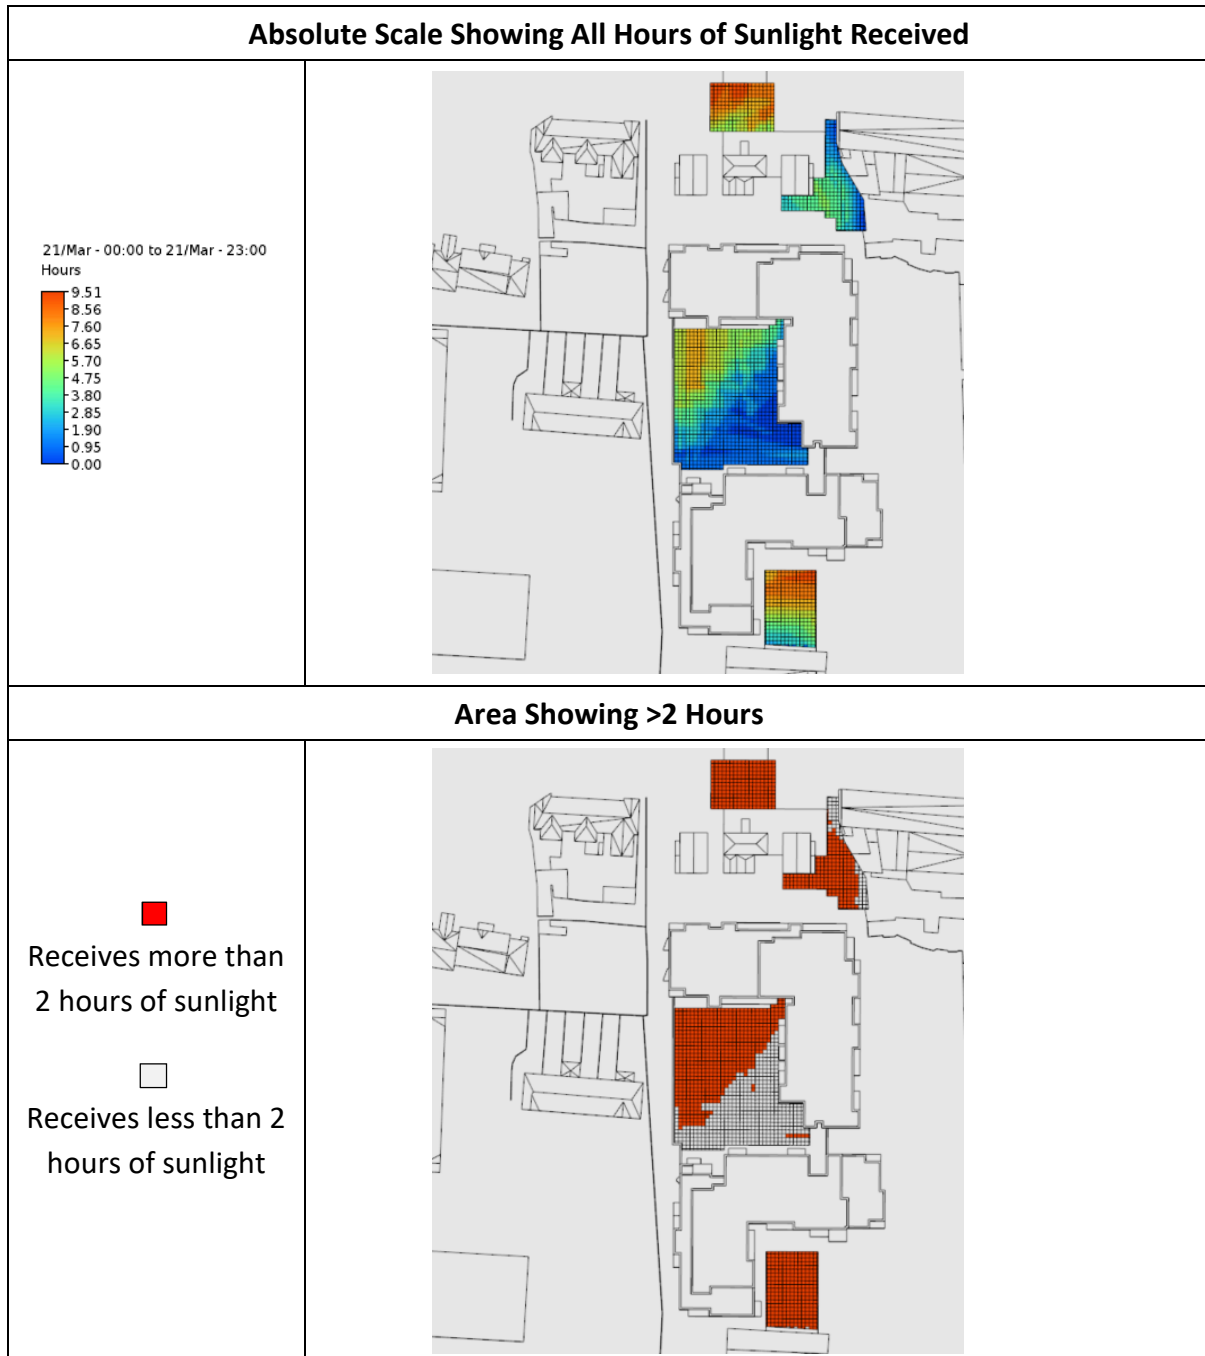 Absolute Scale Showing All Hours of Sunlight Received
21/Mar - 00:00 to 21/Mar - 23:00
Hours
9.51
8.56
7.60
6.65
5.70
4.75
3.80
2.85
1.90
0.95
0.00
Area Showing >2 Hours
Receives more than
2 hours of sunlight
Receives less than 2
hours of sunlight